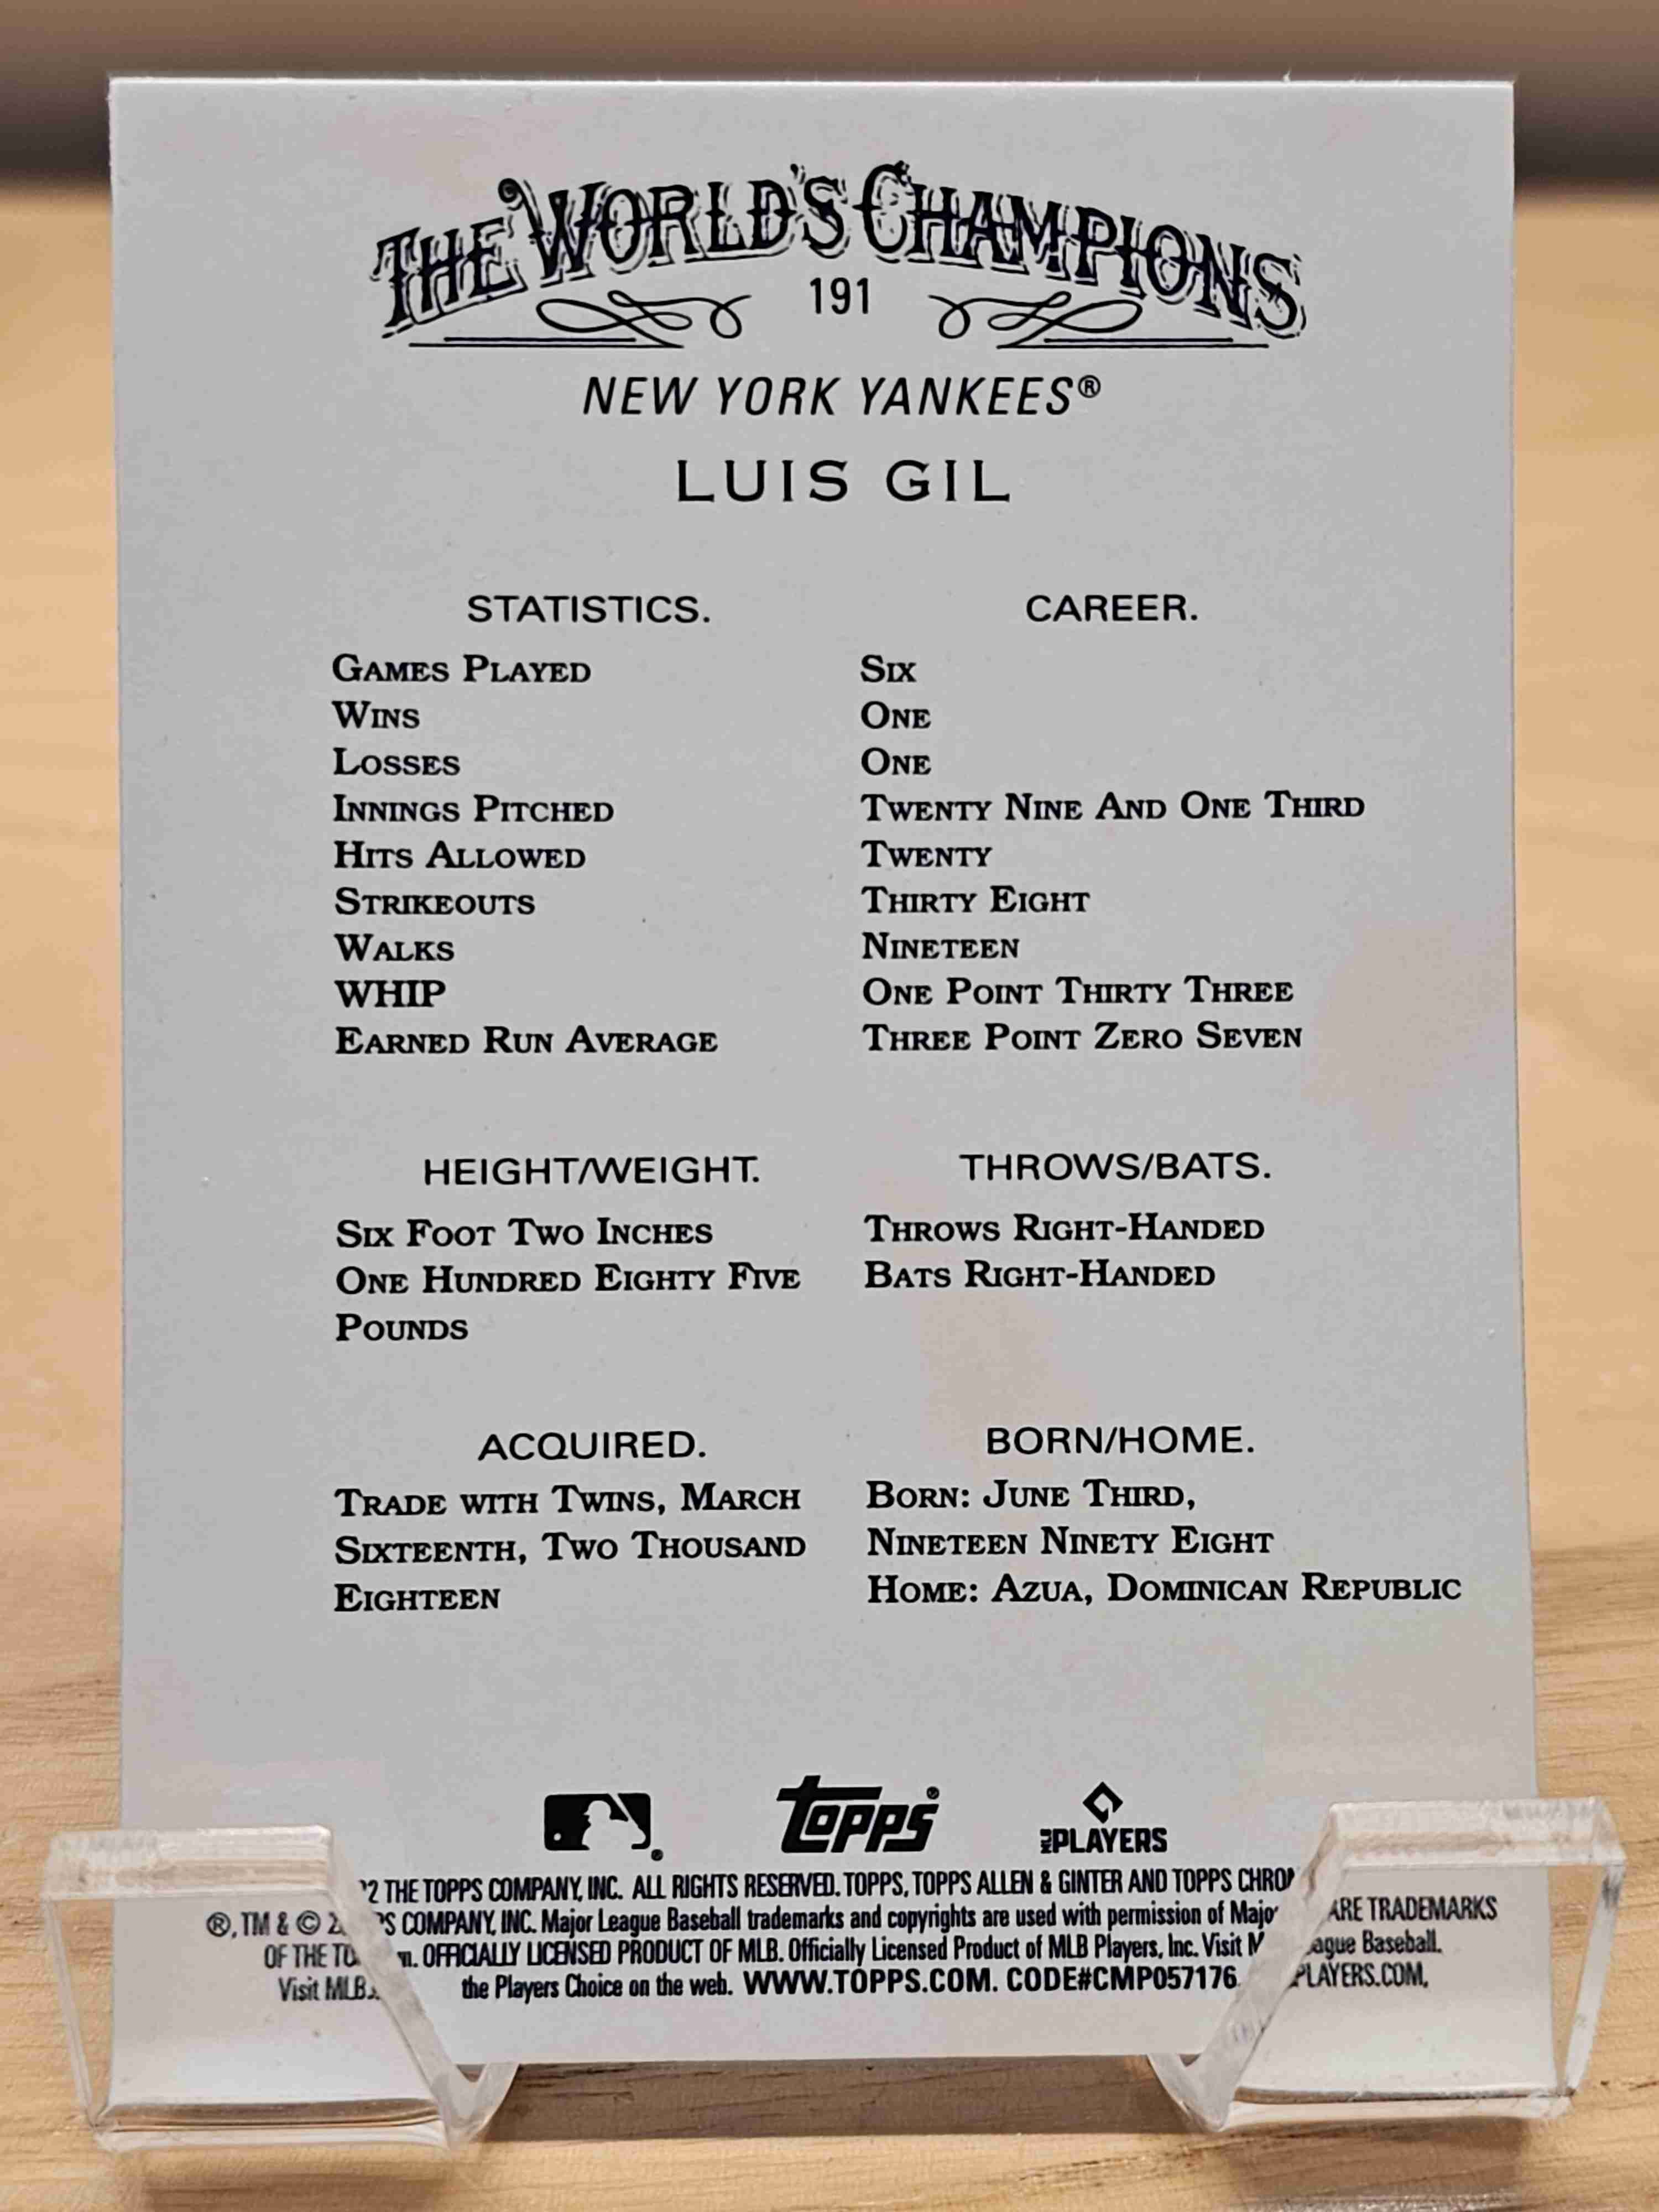 THE WORLD'S CHAMPIONS
191
NEW YORK YANKEES®
LUIS GIL
STATISTICS. CAREER.
GAMES PLAYED SIX
WINS ONE
LOSSES ONE
INNINGS PITCHED TWENTY NINE AND ONE THIRD
HITS ALLOWED TWENTY
STRIKEOUTS THIRTY EIGHT
WALKS NINETEEN
WHIP ONE POINT THIRTY THREE
EARNED RUN AVERAGE THREE POINT ZERO SEVEN
HEIGHT/WEIGHT.
SIX FOOT TWO INCHES
ONE HUNDRED EIGHTY FIVE
POUNDS
THROWS/BATS.
THROWS RIGHT-HANDED
BATS RIGHT-HANDED
ACQUIRED.
TRADE WITH TWINS, MARCH
SIXTEENTH, TWO THOUSAND
EIGHTEEN
BORN/HOME.
BORN: JUNE THIRD,
NINETEEN NINETY EIGHT
HOME: AZUA, DOMINICAN REPUBLIC
topps®
PLAYERS
®, TM & © THE TOPPS COMPANY, INC. ALL RIGHTS RESERVED. TOPPS, TOPPS ALLEN & GINTER AND TOPPS ARE TRADEMARKS
OF THE COMPANY, INC. Major League Baseball trademarks and copyrights are used with permission of Baseball.
Visit OFFICIALLY LICENSED PRODUCT OF MLB. Officially Licensed Product of MLB Players, Inc. Visit
the Players Choice on the web. WWW.TOPPS.COM. CODE#CMP057176